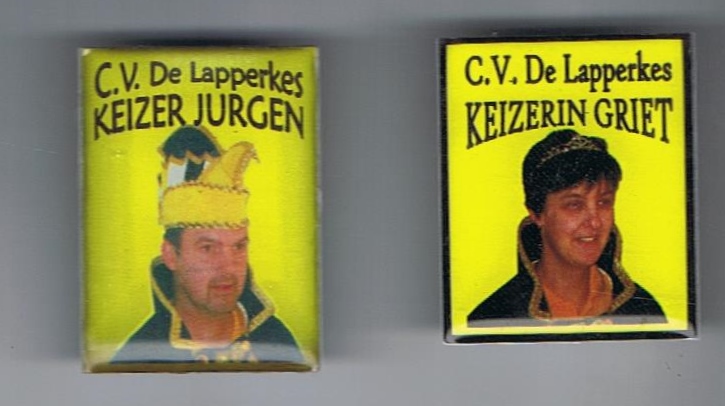 C.V. De Lapperkes
KEIZER JURGEN
C.V. De Lapperkes
KEIZERIN GRIET